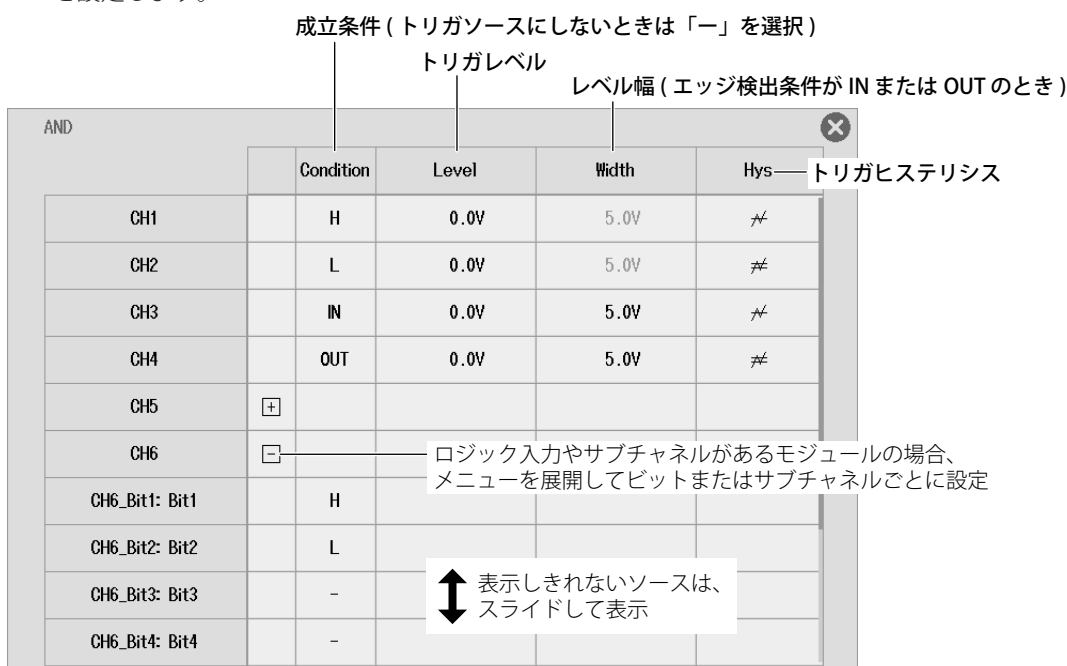 を設定します。
成立条件 ( トリガソースにしないときは「ー」を選択 )
トリガレベル
レベル幅 ( エッジ検出条件が IN または OUT のとき )
AND
Condition Level Width Hys トリガヒステリシス
CH1 H 0.0V 5.0V
CH2 L 0.0V 5.0V
CH3 IN 0.0V 5.0V
CH4 OUT 0.0V 5.0V
CH5 +
CH6 -
ロジック入力やサブチャネルがあるモジュールの場合、
メニューを展開してビットまたはサブチャネルごとに設定
CH6_Bit1: Bit1 H
CH6_Bit2: Bit2 L
表示しきれないソースは、
スライドして表示
CH6_Bit3: Bit3 -
CH6_Bit4: Bit4 -